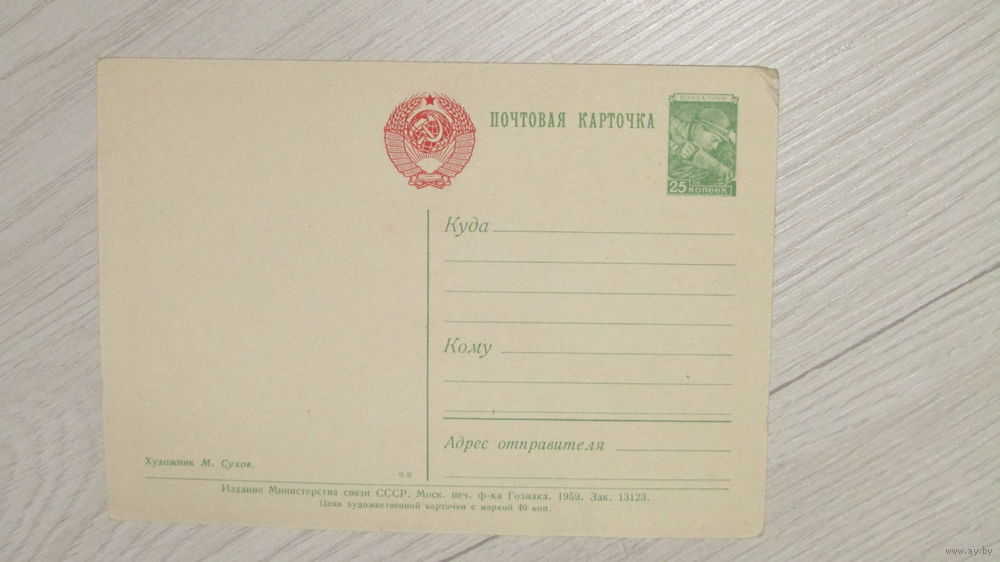 ПОЧТОВАЯ КАРТОЧКА
ПОЧТА СССР
25 копеек
Куда
Кому
Адрес отправителя
Художник М. Сухов.
Издание Министерства связи СССР. Моск. печ. ф-ка Гознака. 1959. Зак. 13123.
Цена художественной карточки с маркой 40 коп.
www.ay.by